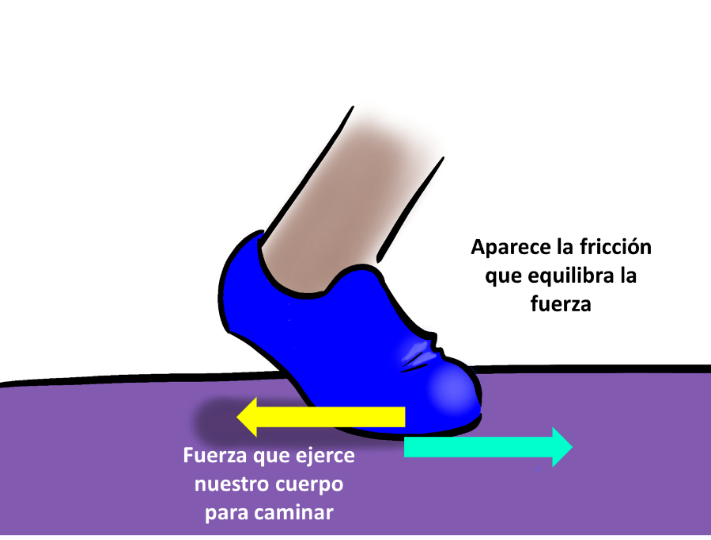 Aparece la fricción
que equilibra la
fuerza
Fuerza que ejerce
nuestro cuerpo
para caminar